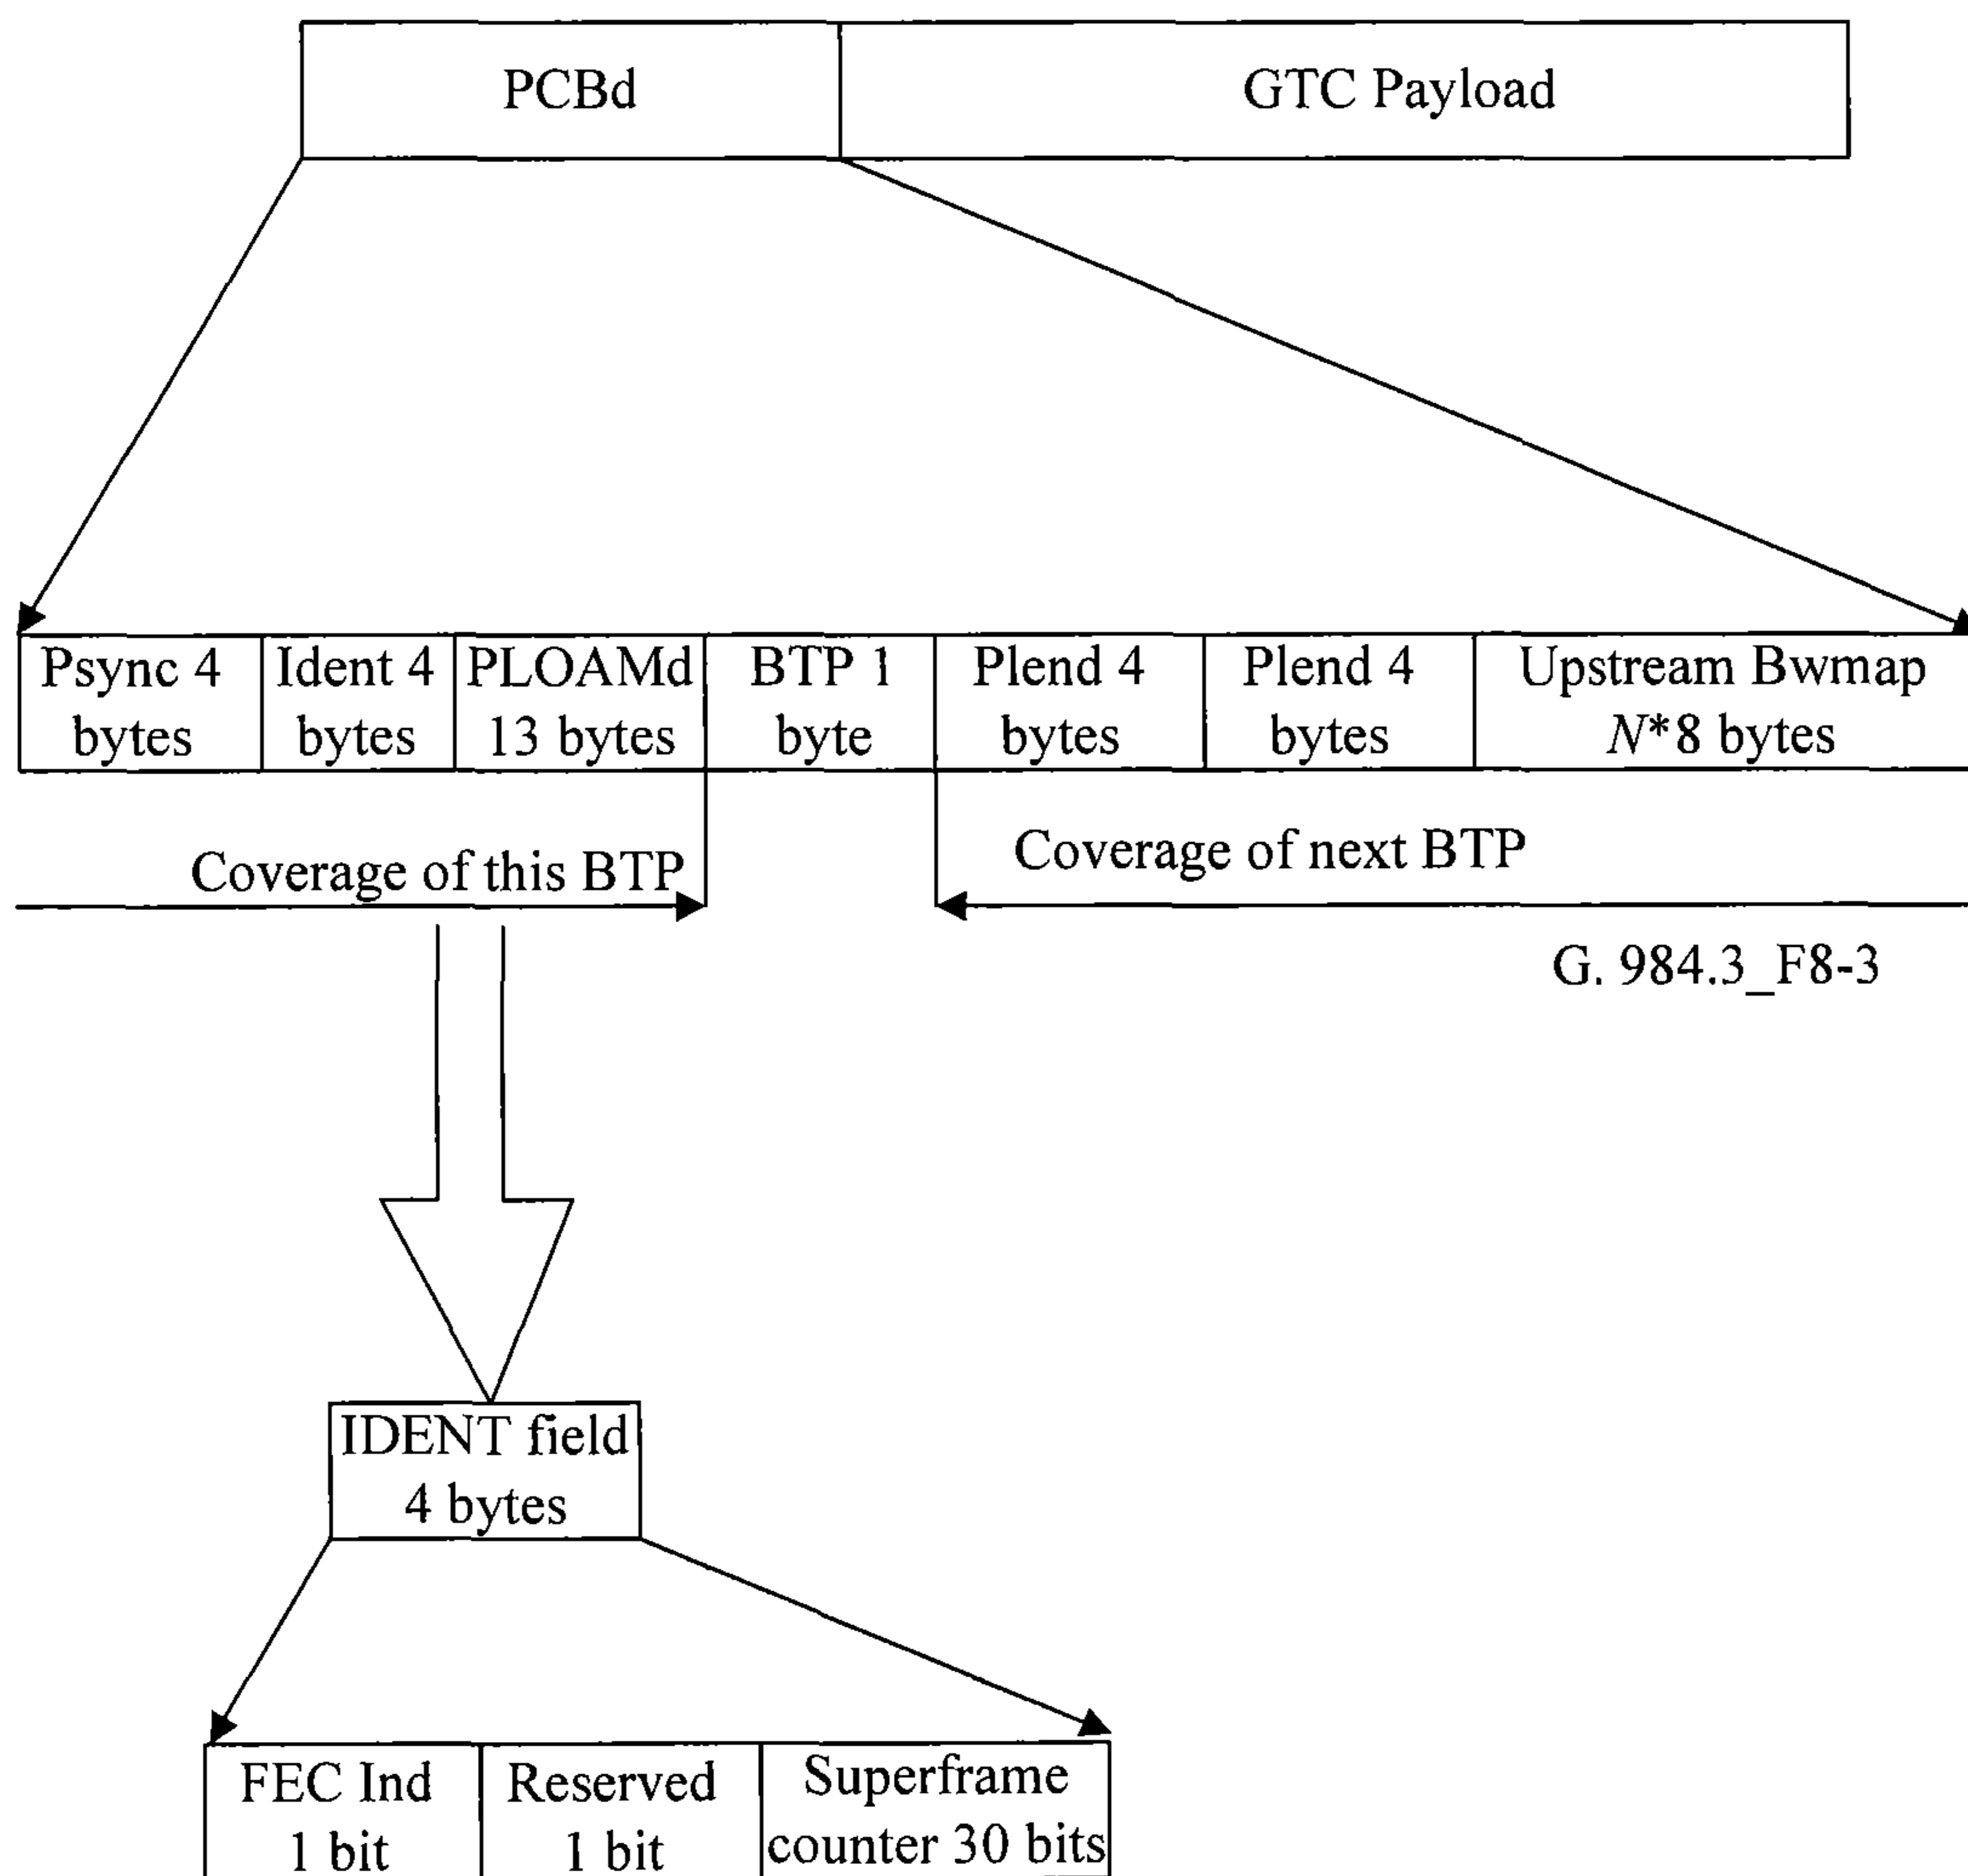 PCBd
GTC Payload
Psync 4
bytes
Ident 4
bytes
PLOAMd
13 bytes
BTP 1
byte
Plend 4
bytes
Plend 4
bytes
Upstream Bwmap
N*8 bytes
Coverage of this BTP
Coverage of next BTP
G. 984.3_F8-3
IDENT field
4 bytes
FEC Ind
1 bit
Reserved
1 bit
Superframe
counter 30 bits